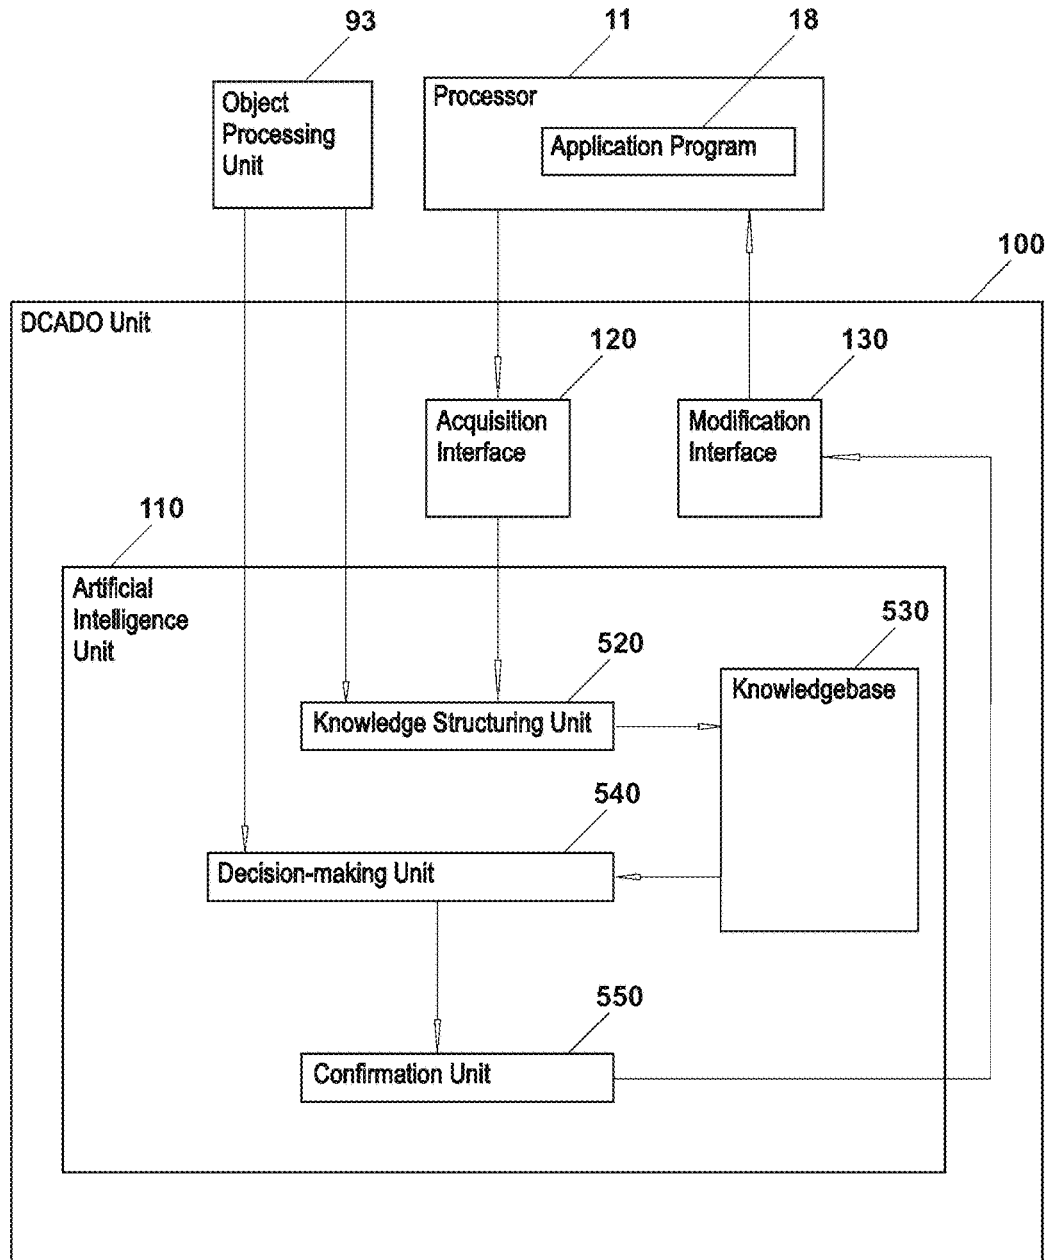 93
11
18
Object
Processing
Unit
Processor
Application Program
100
DCADO Unit
120
130
Acquisition
Interface
Modification
Interface
110
Artificial
Intelligence
Unit
530
520
Knowledgebase
Knowledge Structuring Unit
540
Decision-making Unit
550
Confirmation Unit